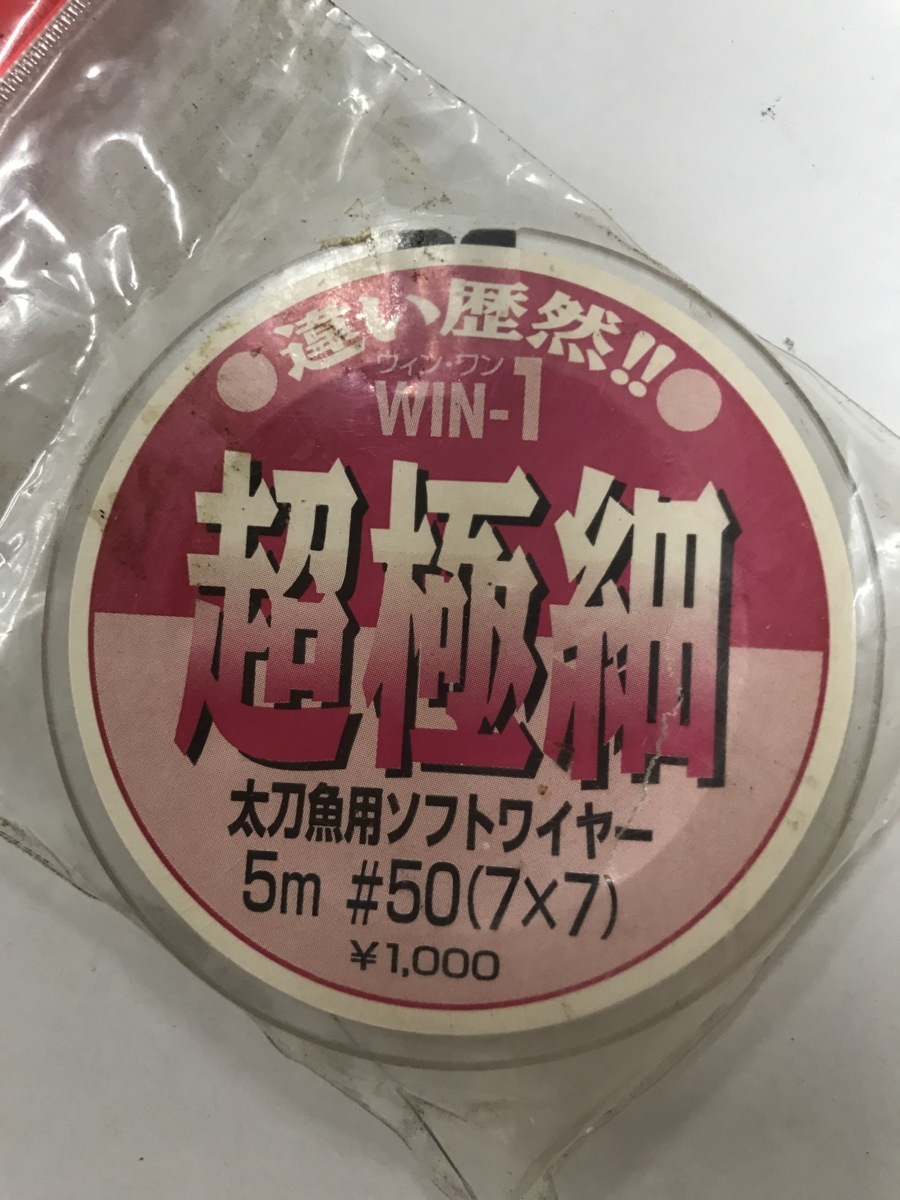 違い歴然!!
ウィン・ワン
WIN-1
超極細
太刀魚用ソフトワイヤー
5m #50(7×7)
¥1,000